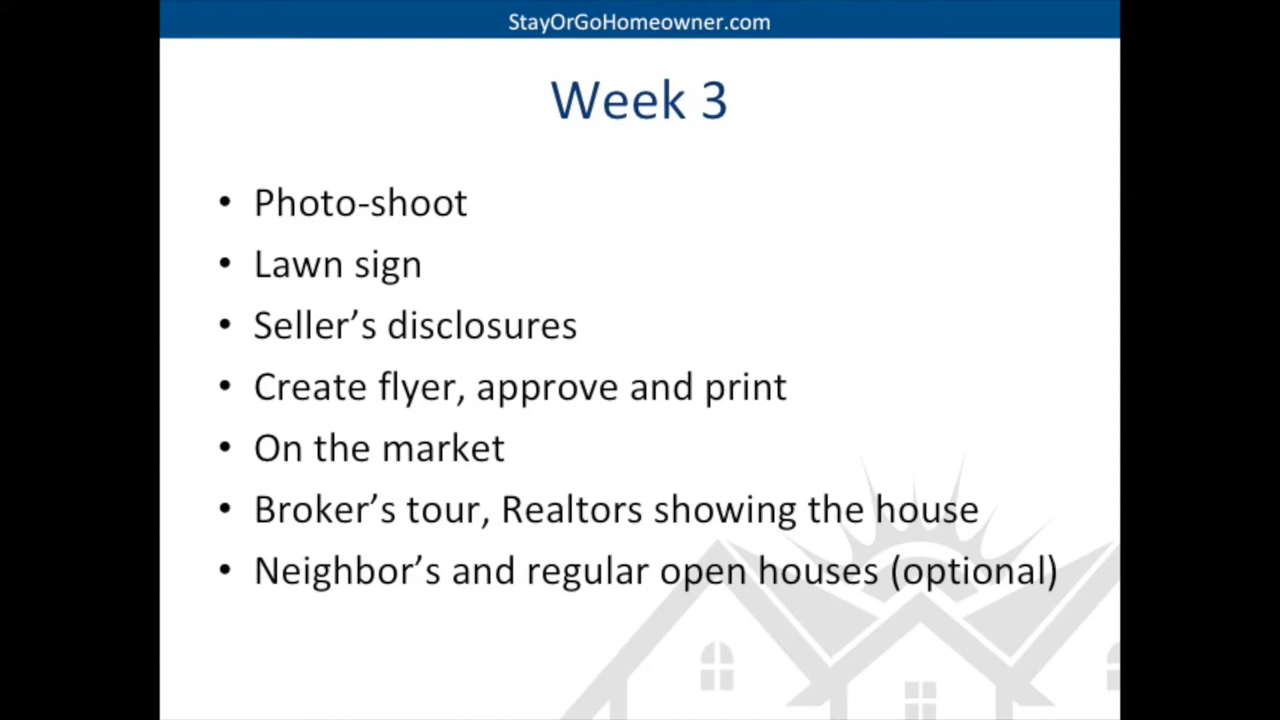 StayOrGoHomeowner.com
Week 3
• Photo-shoot
• Lawn sign
• Seller’s disclosures
• Create flyer, approve and print
• On the market
• Broker’s tour, Realtors showing the house
• Neighbor’s and regular open houses (optional)